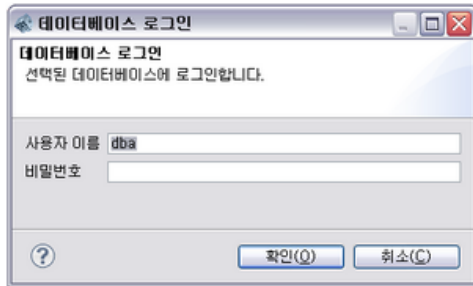 데이터베이스 로그인
데이터베이스 로그인
선택된 데이터베이스에 로그인합니다.
사용자 이름 dba
비밀번호
확인(O) 취소(C)